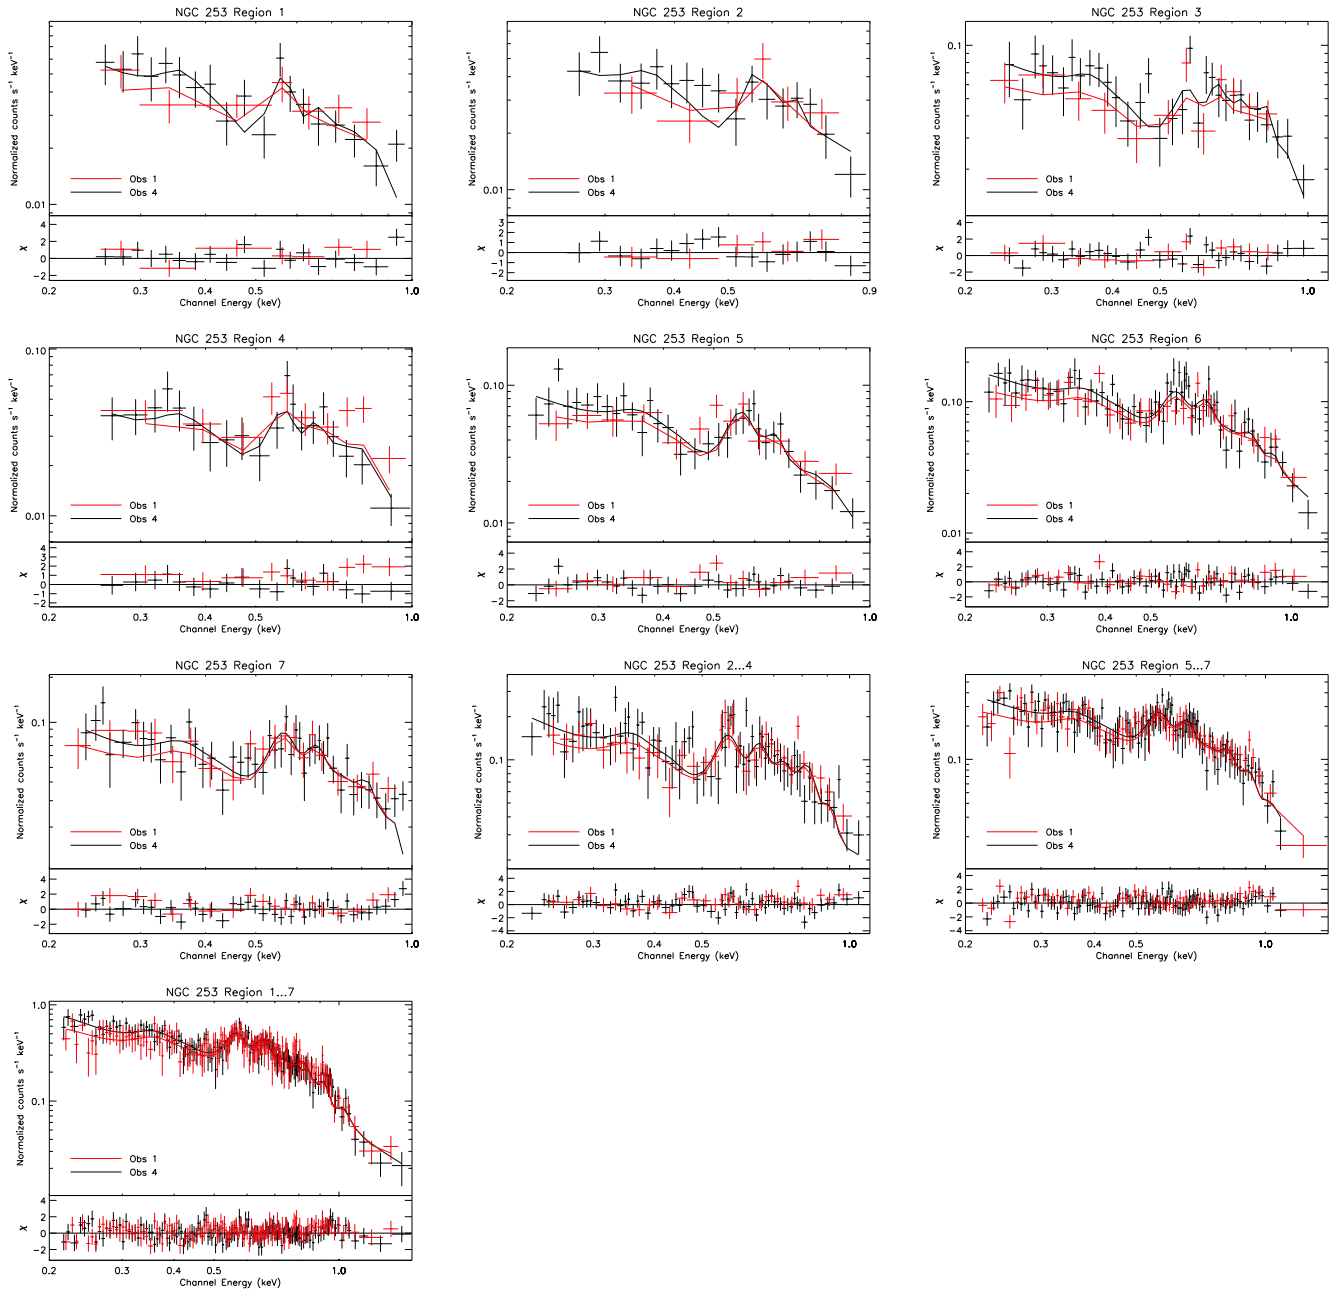 NGC 253 Region 1
Normalized counts s⁻¹ keV⁻¹
0.01
Obs 1
Obs 4
χ
4
2
0
−2
0.2 0.3 0.4 0.5 1.0
Channel Energy (keV)
NGC 253 Region 2
Normalized counts s⁻¹ keV⁻¹
0.01
Obs 1
Obs 4
χ
3
2
1
0
−1
−2
0.2 0.3 0.4 0.5 0.9
Channel Energy (keV)
NGC 253 Region 3
Normalized counts s⁻¹ keV⁻¹
0.1
Obs 1
Obs 4
χ
4
2
0
−2
0.2 0.3 0.4 0.5 1.0
Channel Energy (keV)
NGC 253 Region 4
Normalized counts s⁻¹ keV⁻¹
0.10
0.01
Obs 1
Obs 4
χ
4
3
2
1
0
−1
−2
0.2 0.3 0.4 0.5 1.0
Channel Energy (keV)
NGC 253 Region 5
Normalized counts s⁻¹ keV⁻¹
0.10
0.01
Obs 1
Obs 4
χ
4
2
0
−2
0.2 0.3 0.4 0.5 1.0
Channel Energy (keV)
NGC 253 Region 6
Normalized counts s⁻¹ keV⁻¹
0.10
0.01
Obs 1
Obs 4
χ
4
2
0
−2
0.2 0.3 0.4 0.5 1.0
Channel Energy (keV)
NGC 253 Region 7
Normalized counts s⁻¹ keV⁻¹
0.1
Obs 1
Obs 4
χ
4
2
0
−2
0.2 0.3 0.4 0.5 1.0
Channel Energy (keV)
NGC 253 Region 2...4
Normalized counts s⁻¹ keV⁻¹
0.1
Obs 1
Obs 4
χ
4
2
0
−2
−4
0.2 0.3 0.4 0.5 1.0
Channel Energy (keV)
NGC 253 Region 5...7
Normalized counts s⁻¹ keV⁻¹
0.1
Obs 1
Obs 4
χ
4
2
0
−2
−4
0.2 0.3 0.4 0.5 1.0
Channel Energy (keV)
NGC 253 Region 1...7
Normalized counts s⁻¹ keV⁻¹
1.0
0.1
Obs 1
Obs 4
χ
4
2
0
−2
0.2 0.3 0.4 0.5 1.0
Channel Energy (keV)